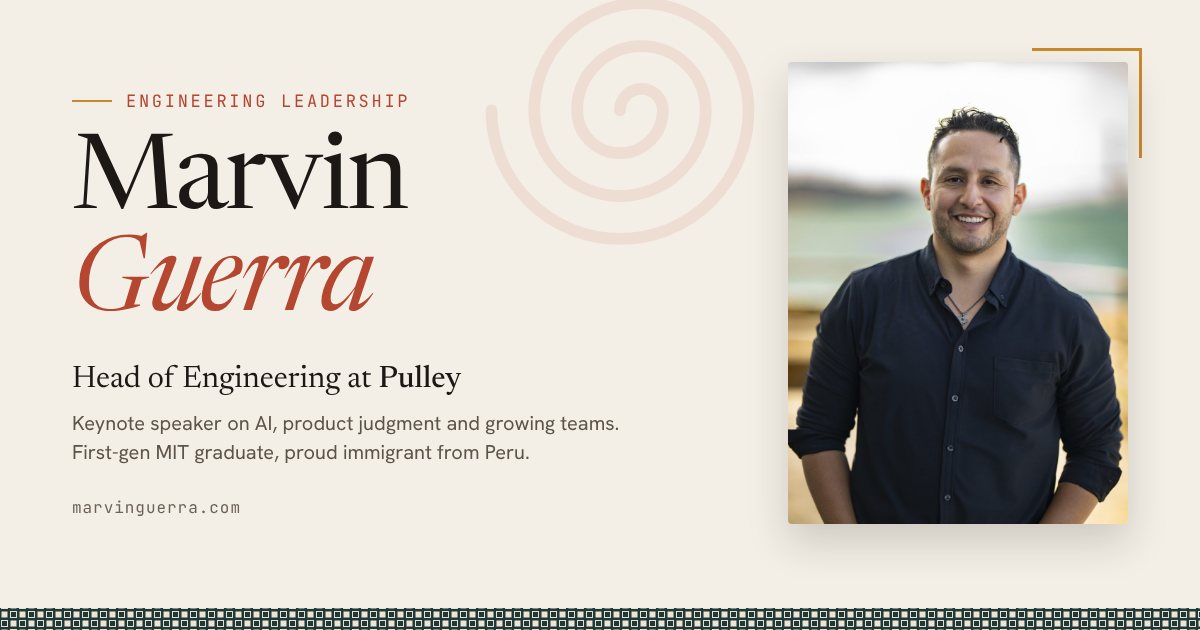 ENGINEERING LEADERSHIP
Marvin
Guerra
Head of Engineering at Pulley
Keynote speaker on AI, product judgment and growing teams.
First-gen MIT graduate, proud immigrant from Peru.
marvinguerra.com